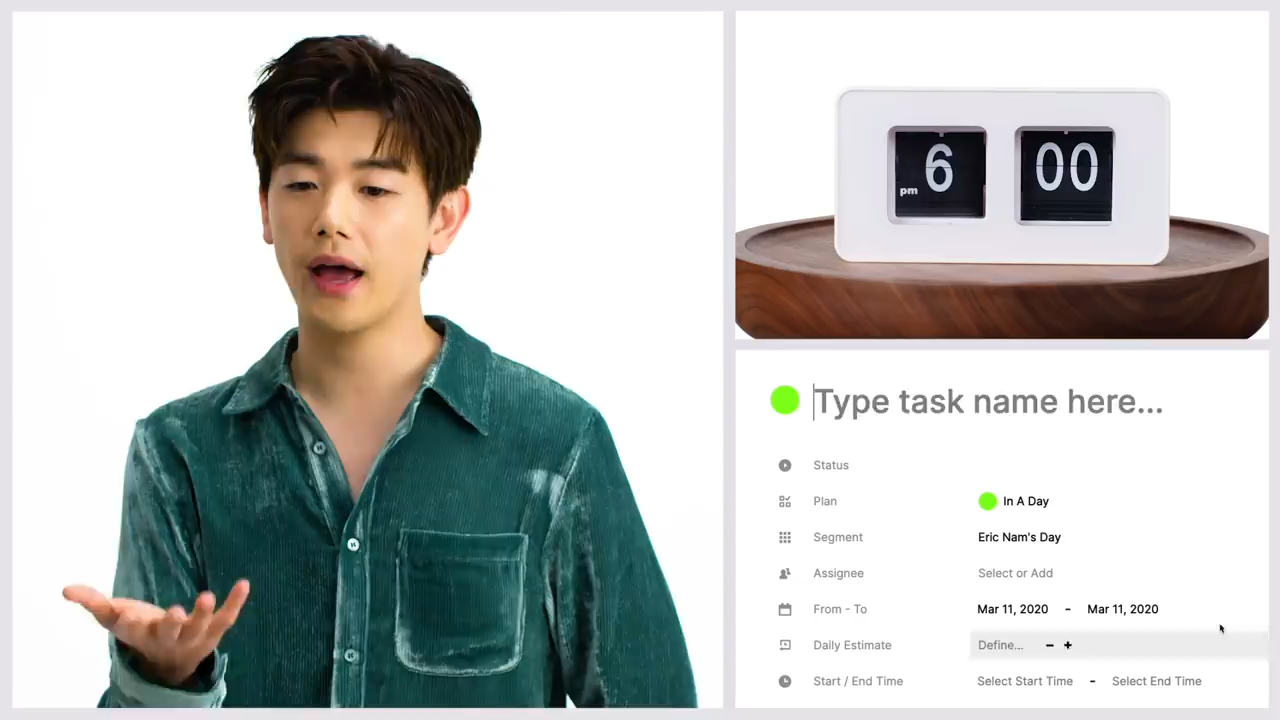 6 00
pm
Type task name here...
Status
Plan In A Day
Segment Eric Nam's Day
Assignee Select or Add
From - To Mar 11, 2020 - Mar 11, 2020
Daily Estimate Define... - +
Start / End Time Select Start Time - Select End Time